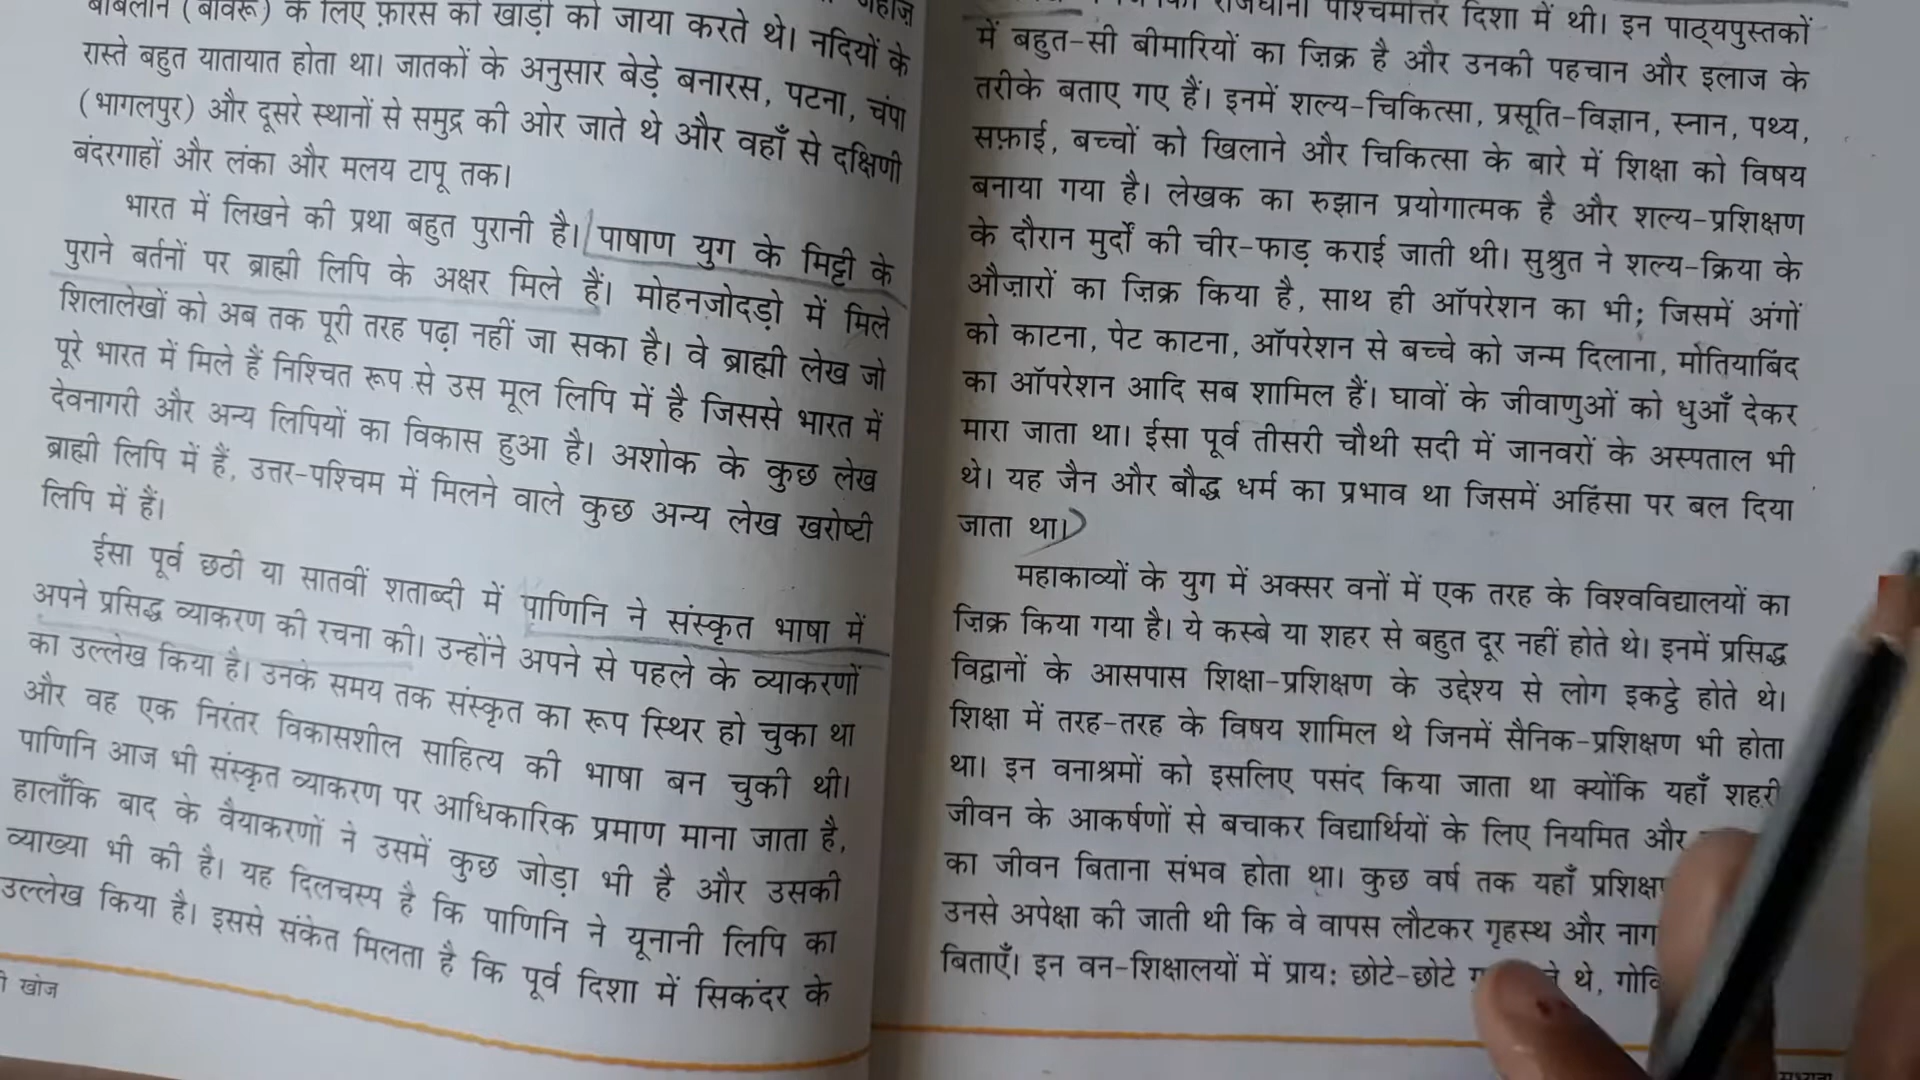 बेबिलोन (बावेरू) के लिए फ़ारस की खाड़ी को जाया करते थे। नदियों के
रास्ते बहुत यातायात होता था। जातकों के अनुसार बेड़े बनारस, पटना, चंपा
(भागलपुर) और दूसरे स्थानों से समुद्र की ओर जाते थे और वहाँ से दक्षिणी
बंदरगाहों और लंका और मलय टापू तक।
भारत में लिखने की प्रथा बहुत पुरानी है। पाषाण युग के मिट्टी के
पुराने बर्तनों पर ब्राह्मी लिपि के अक्षर मिले हैं। मोहनजोदड़ो में मिले
शिलालेखों को अब तक पूरी तरह पढ़ा नहीं जा सका है। वे ब्राह्मी लेख जो
पूरे भारत में मिले हैं निश्चित रूप से उस मूल लिपि में है जिससे भारत में
देवनागरी और अन्य लिपियों का विकास हुआ है। अशोक के कुछ लेख
ब्राह्मी लिपि में हैं, उत्तर-पश्चिम में मिलने वाले कुछ अन्य लेख खरोष्टी
लिपि में हैं।
ईसा पूर्व छठी या सातवीं शताब्दी में पाणिनि ने संस्कृत भाषा में
अपने प्रसिद्ध व्याकरण की रचना की। उन्होंने अपने से पहले के व्याकरणों
का उल्लेख किया है। उनके समय तक संस्कृत का रूप स्थिर हो चुका था
और वह एक निरंतर विकासशील साहित्य की भाषा बन चुकी थी।
पाणिनि आज भी संस्कृत व्याकरण पर आधिकारिक प्रमाण माना जाता है,
हालाँकि बाद के वैयाकरणों ने उसमें कुछ जोड़ा भी है और उसकी
व्याख्या भी की है। यह दिलचस्प है कि पाणिनि ने यूनानी लिपि का
उल्लेख किया है। इससे संकेत मिलता है कि पूर्व दिशा में सिकंदर के
खोज
राजधानी पश्चिमोत्तर दिशा में थी। इन पाठ्यपुस्तकों
में बहुत-सी बीमारियों का जिक्र है और उनकी पहचान और इलाज के
तरीके बताए गए हैं। इनमें शल्य-चिकित्सा, प्रसूति-विज्ञान, स्नान, पथ्य,
सफ़ाई, बच्चों को खिलाने और चिकित्सा के बारे में शिक्षा को विषय
बनाया गया है। लेखक का रुझान प्रयोगात्मक है और शल्य-प्रशिक्षण
के दौरान मुर्दों की चीर-फाड़ कराई जाती थी। सुश्रुत ने शल्य-क्रिया के
औज़ारों का ज़िक्र किया है, साथ ही ऑपरेशन का भी; जिसमें अंगों
को काटना, पेट काटना, ऑपरेशन से बच्चे को जन्म दिलाना, मोतियाबिंद
का ऑपरेशन आदि सब शामिल हैं। घावों के जीवाणुओं को धुआँ देकर
मारा जाता था। ईसा पूर्व तीसरी चौथी सदी में जानवरों के अस्पताल भी
थे। यह जैन और बौद्ध धर्म का प्रभाव था जिसमें अहिंसा पर बल दिया
जाता था।
महाकाव्यों के युग में अक्सर वनों में एक तरह के विश्वविद्यालयों का
ज़िक्र किया गया है। ये कस्बे या शहर से बहुत दूर नहीं होते थे। इनमें प्रसिद्ध
विद्वानों के आसपास शिक्षा-प्रशिक्षण के उद्देश्य से लोग इकट्ठे होते थे।
शिक्षा में तरह-तरह के विषय शामिल थे जिनमें सैनिक-प्रशिक्षण भी होता
था। इन वनाश्रमों को इसलिए पसंद किया जाता था क्योंकि यहाँ शहरी
जीवन के आकर्षणों से बचाकर विद्यार्थियों के लिए नियमित और
का जीवन बिताना संभव होता था। कुछ वर्ष तक यहाँ
उनसे अपेक्षा की जाती थी कि वे वापस लौटकर गृहस्थ और
बिताएँ। इन वन-शिक्षालयों में प्राय: छोटे-छोटे थे,